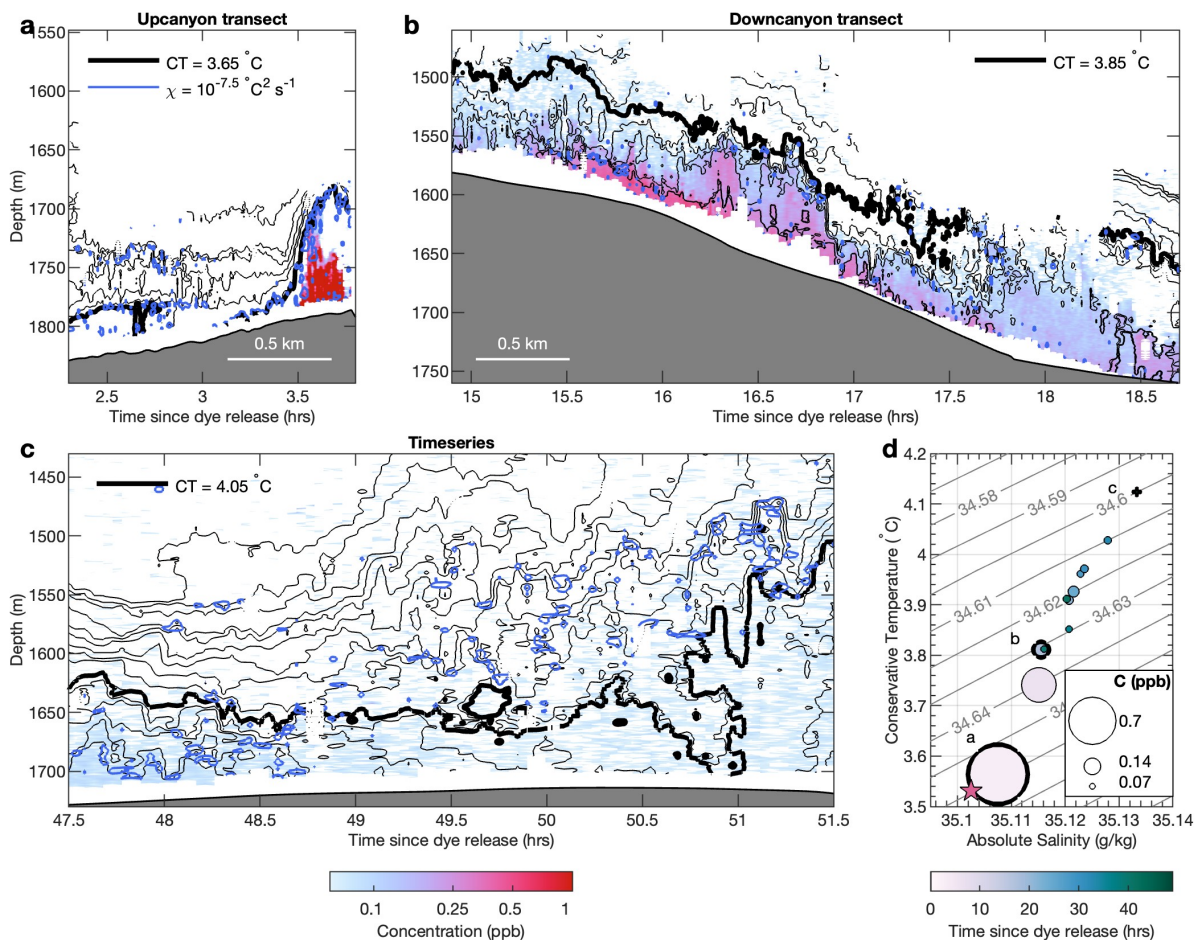 a
Upcanyon transect
1550
1600
1650
1700
1750
1800
Depth (m)
CT = 3.65 °C
χ = 10^-7.5 °C² s^-1
0.5 km
2.5 3 3.5
Time since dye release (hrs)
b
Downcanyon transect
1500
1550
1600
1650
1700
1750
CT = 3.85 °C
0.5 km
15 15.5 16 16.5 17 17.5 18 18.5
Time since dye release (hrs)
c
Timeseries
CT = 4.05 °C
1450
1500
1550
1600
1650
1700
Depth (m)
47.5 48 48.5 49 49.5 50 50.5 51 51.5
Time since dye release (hrs)
d
4.2
4.1
4
3.9
3.8
3.7
3.6
3.5
Conservative Temperature (°C)
34.58 34.59 34.6
34.61 34.62 34.63
34.64
c
b
a
C (ppb)
0.7
0.14
0.07
35.1 35.11 35.12 35.13 35.14
Absolute Salinity (g/kg)
0.1 0.25 0.5 1
Concentration (ppb)
0 10 20 30 40
Time since dye release (hrs)